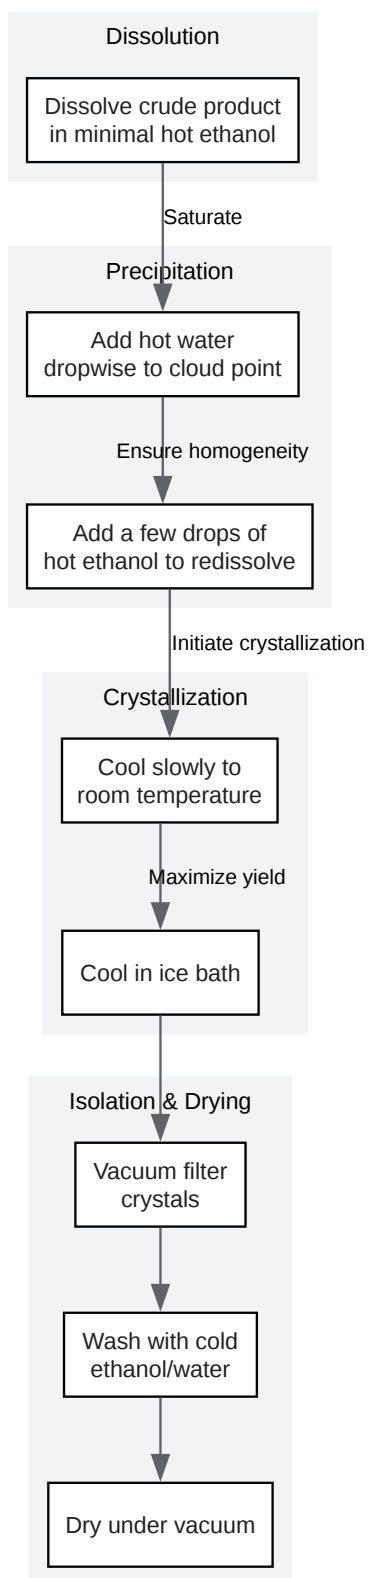 Dissolution
Dissolve crude product
in minimal hot ethanol
Saturate
Precipitation
Add hot water
dropwise to cloud point
Ensure homogeneity
Add a few drops of
hot ethanol to redissolve
Initiate crystallization
Crystallization
Cool slowly to
room temperature
Maximize yield
Cool in ice bath
Isolation & Drying
Vacuum filter
crystals
Wash with cold
ethanol/water
Dry under vacuum